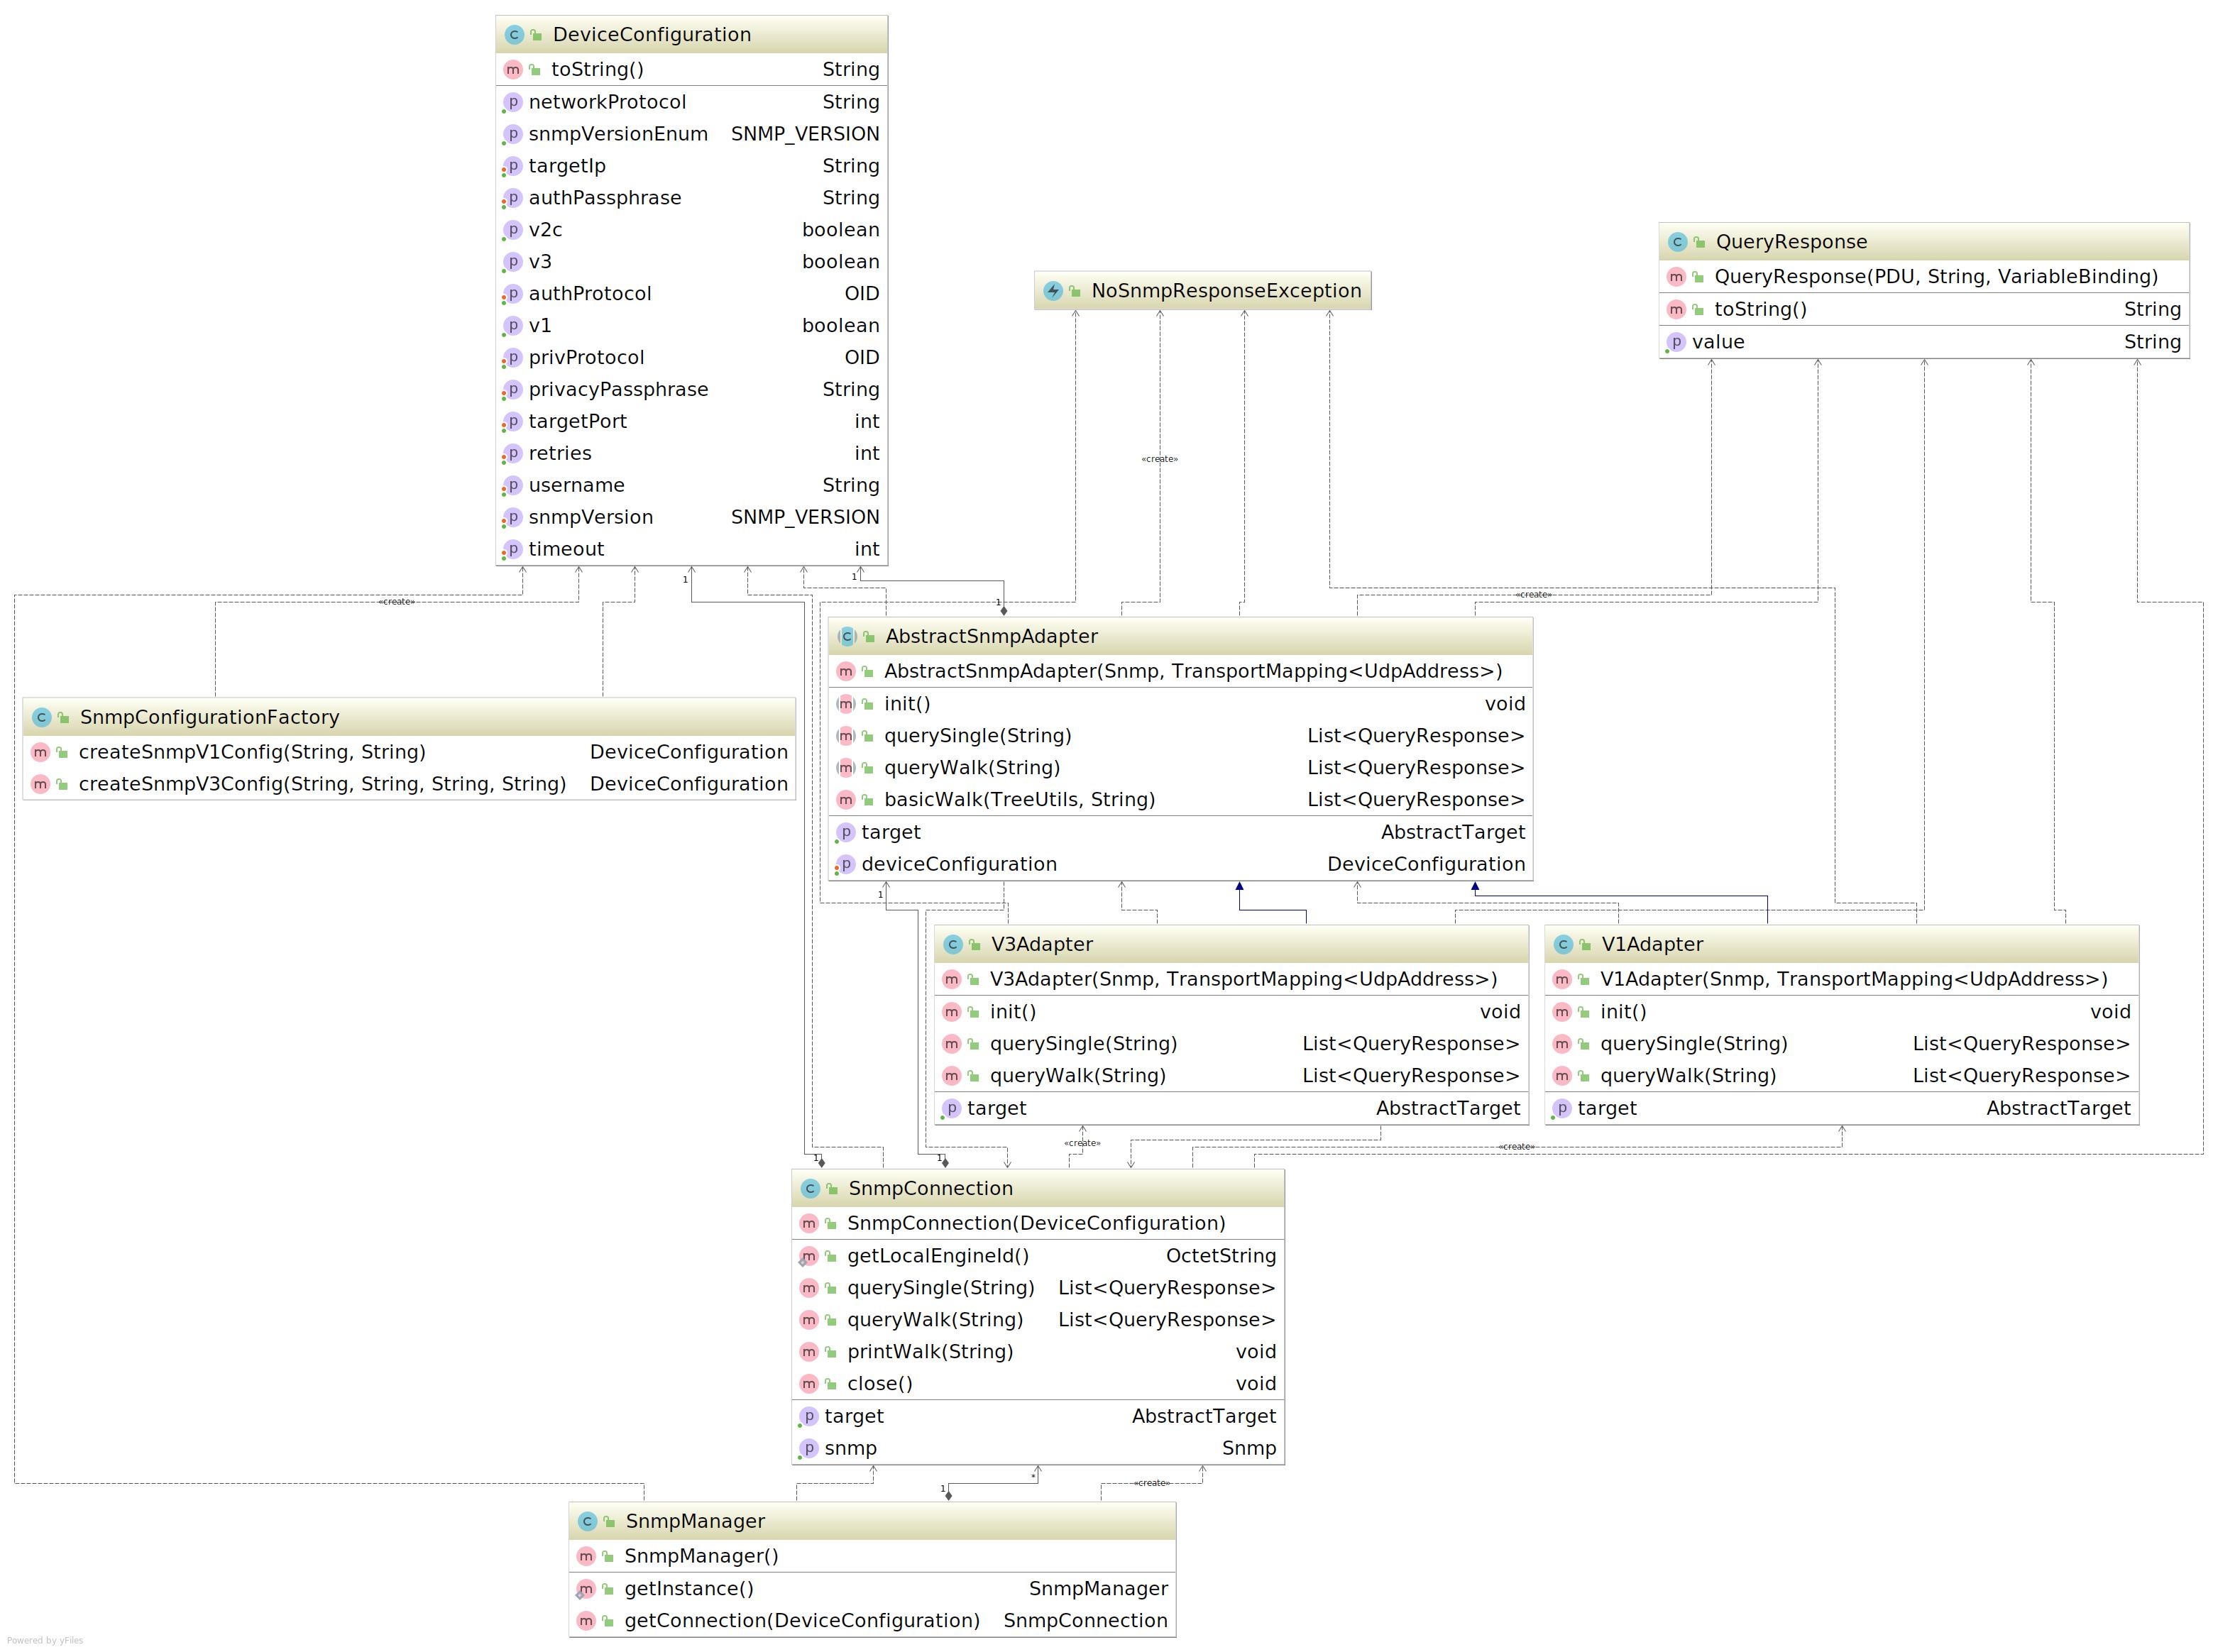 DeviceConfiguration
toString() String
networkProtocol String
snmpVersionEnum SNMP_VERSION
targetIp String
authPassphrase String
v2c boolean
v3 boolean
authProtocol OID
v1 boolean
privProtocol OID
privacyPassphrase String
targetPort int
retries int
username String
snmpVersion SNMP_VERSION
timeout int
QueryResponse
QueryResponse(PDU, String, VariableBinding)
toString() String
value String
NoSnmpResponseException
«create»
1
1
«create»
1
«create»
AbstractSnmpAdapter
AbstractSnmpAdapter(Snmp, TransportMapping<UdpAddress>)
init() void
querySingle(String) List<QueryResponse>
queryWalk(String) List<QueryResponse>
basicWalk(TreeUtils, String) List<QueryResponse>
target AbstractTarget
deviceConfiguration DeviceConfiguration
SnmpConfigurationFactory
createSnmpV1Config(String, String) DeviceConfiguration
createSnmpV3Config(String, String, String, String) DeviceConfiguration
1
V3Adapter
V3Adapter(Snmp, TransportMapping<UdpAddress>)
init() void
querySingle(String) List<QueryResponse>
queryWalk(String) List<QueryResponse>
target AbstractTarget
V1Adapter
V1Adapter(Snmp, TransportMapping<UdpAddress>)
init() void
querySingle(String) List<QueryResponse>
queryWalk(String) List<QueryResponse>
target AbstractTarget
«create»
«create»
1
1
SnmpConnection
SnmpConnection(DeviceConfiguration)
getLocalEngineId() OctetString
querySingle(String) List<QueryResponse>
queryWalk(String) List<QueryResponse>
printWalk(String) void
close() void
target AbstractTarget
snmp Snmp
*
«create»
1
SnmpManager
SnmpManager()
getInstance() SnmpManager
getConnection(DeviceConfiguration) SnmpConnection
Powered by yFiles